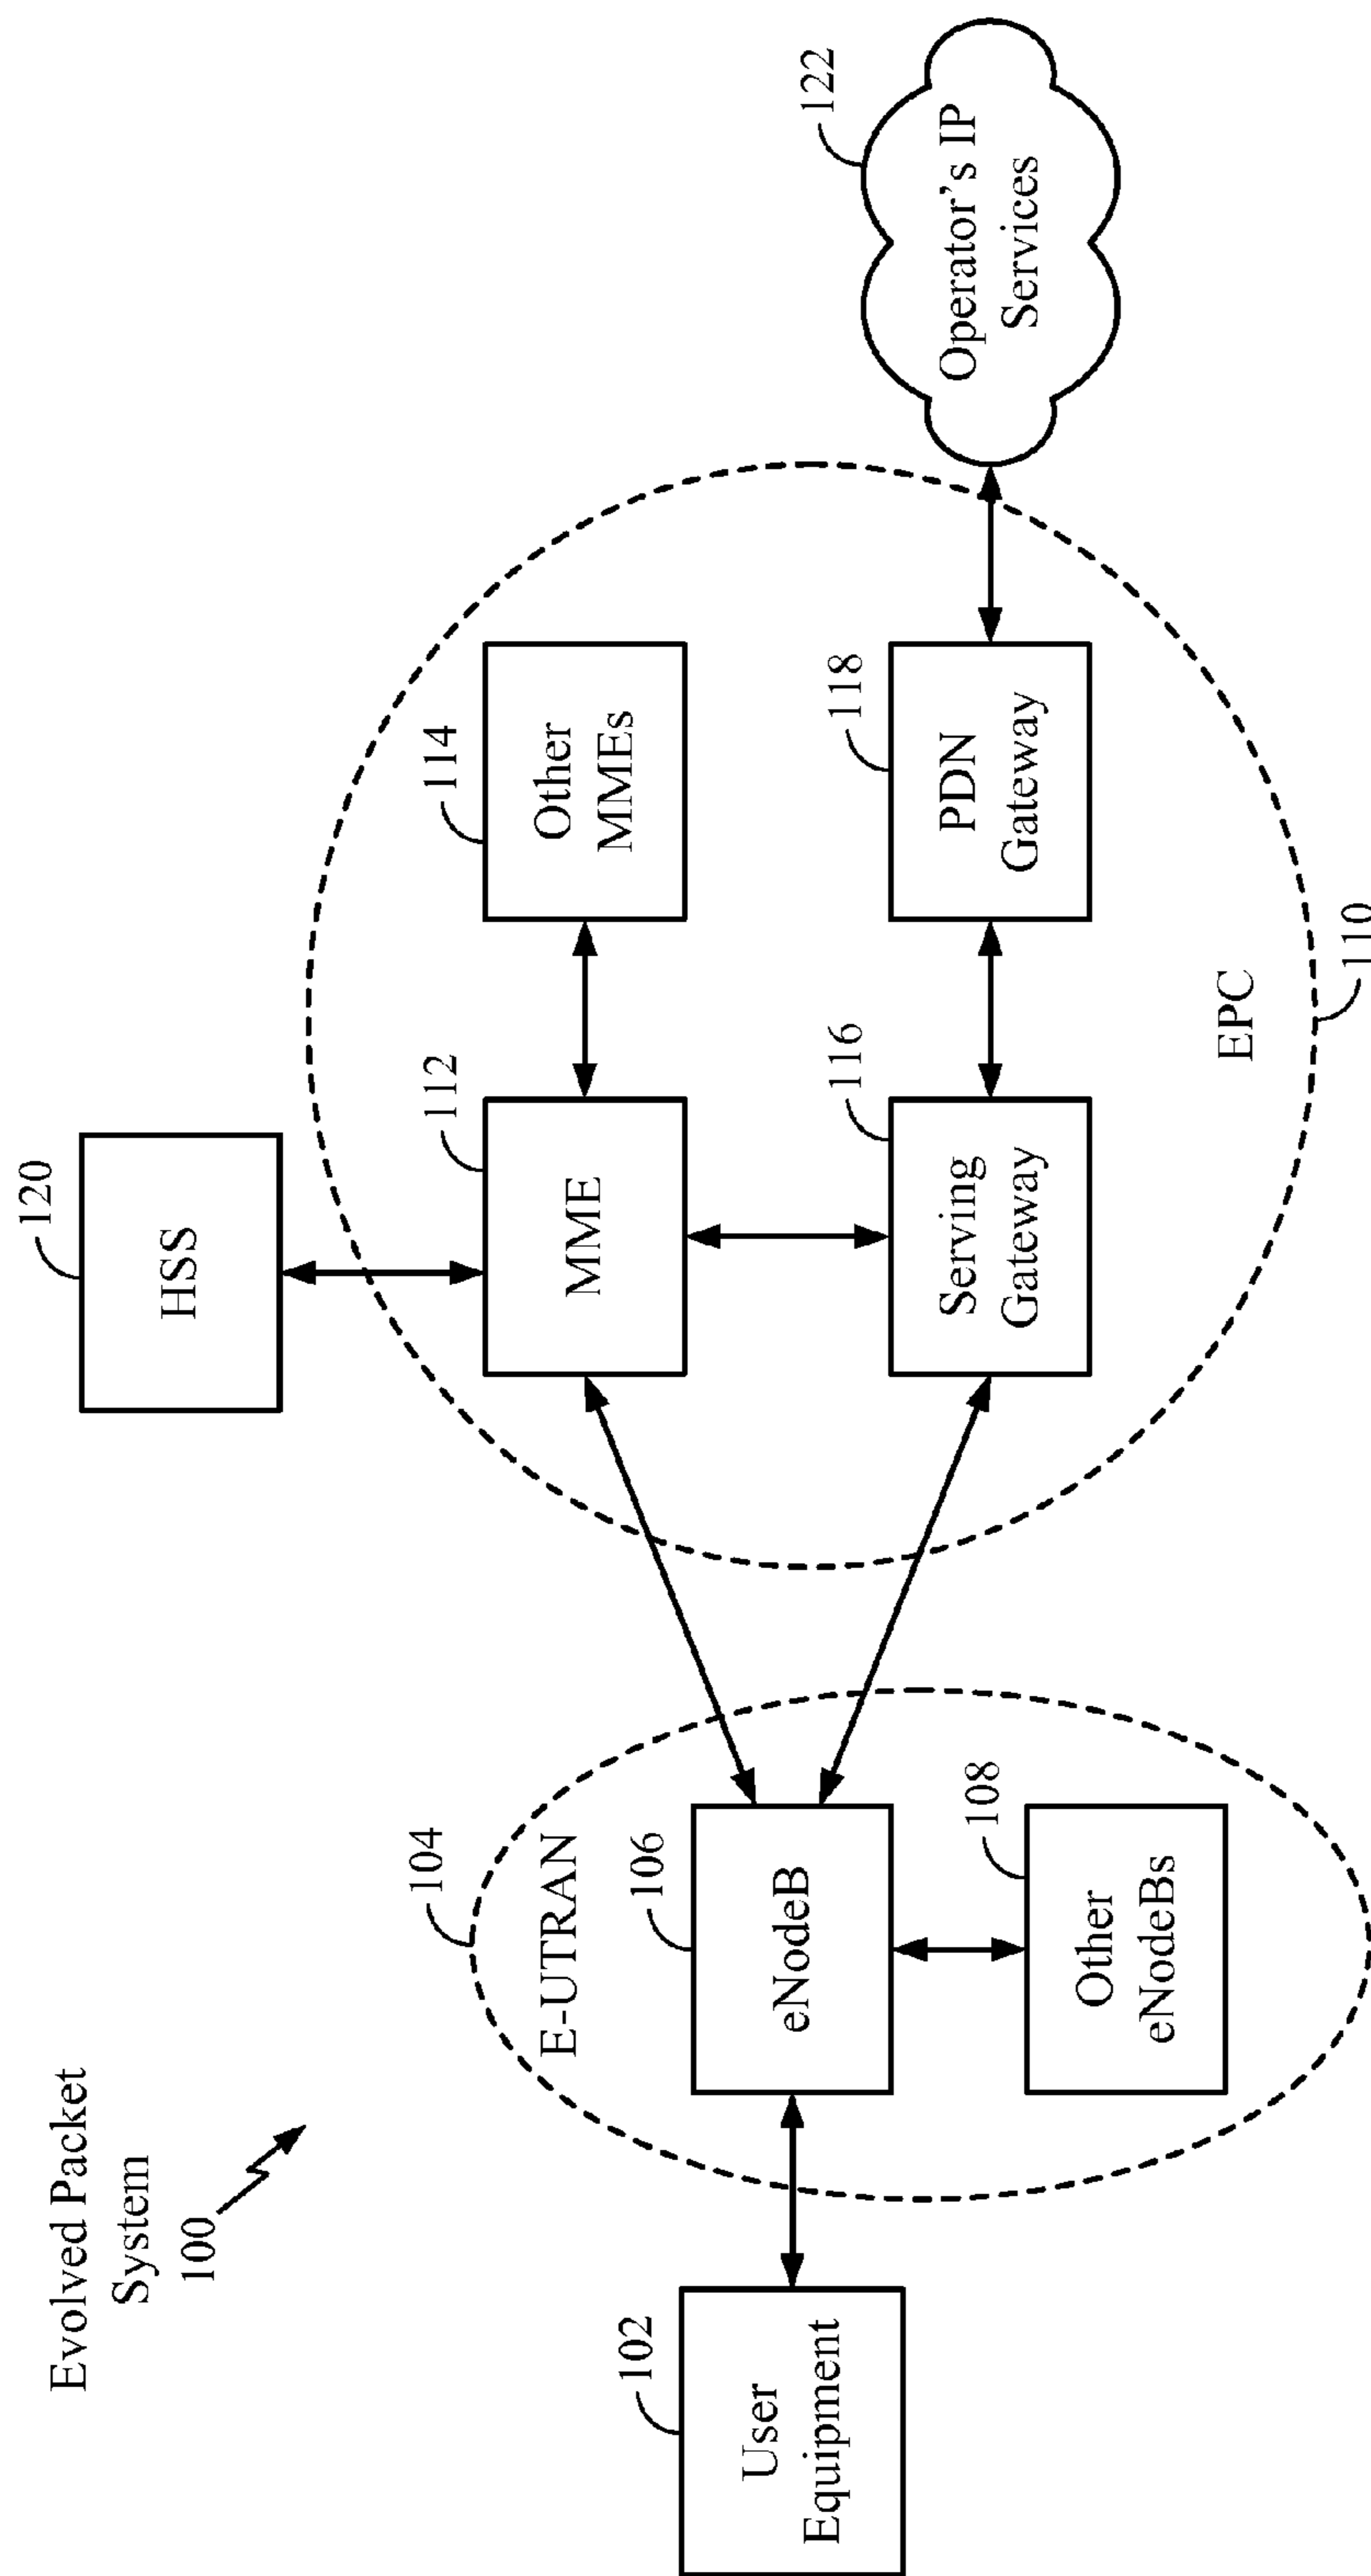 Evolved Packet
System
100
120
HSS
104
E-UTRAN
112
MME
114
Other
MMEs
102
User
Equipment
106
eNodeB
108
Other
eNodeBs
116
Serving
Gateway
118
PDN
Gateway
122
Operator's IP
Services
EPC
110